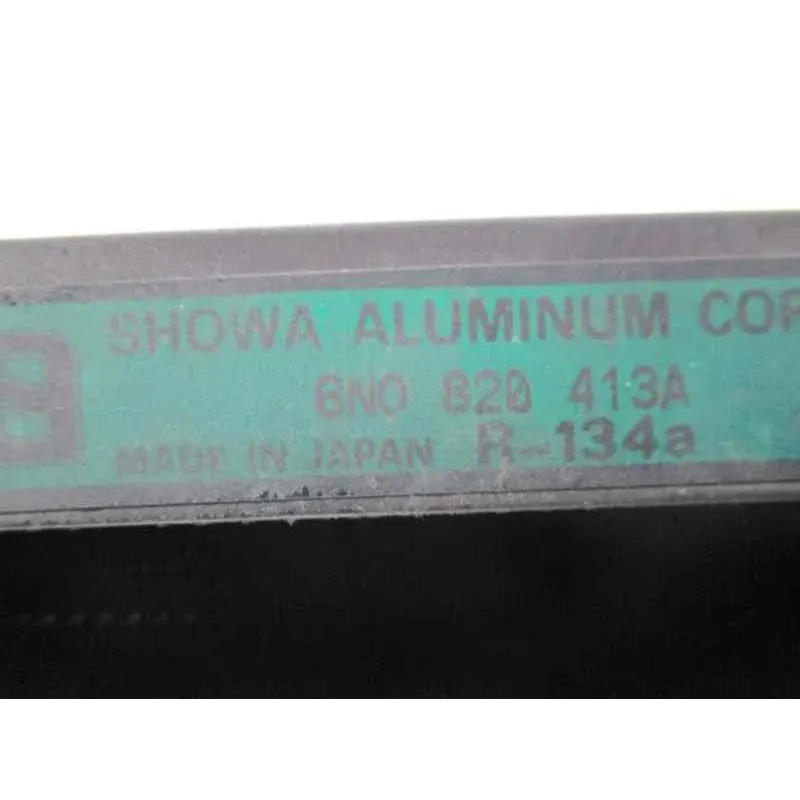 SHOWA ALUMINUM COR
6N0 820 413A
MADE IN JAPAN R-134a